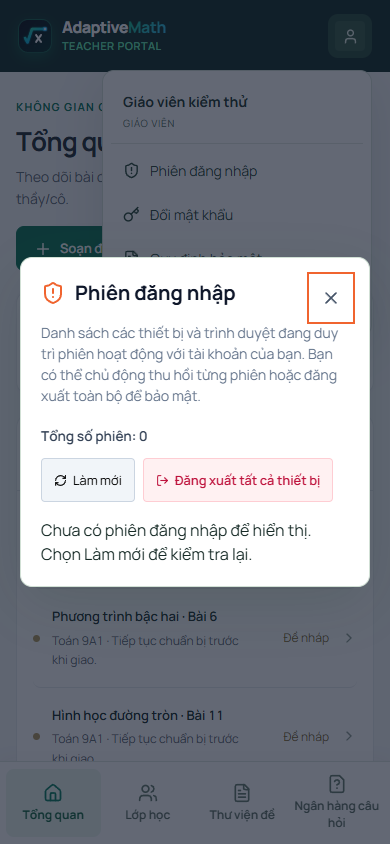 AdaptiveMath
TEACHER PORTAL
KHÔNG GIAN
Tổng
Theo dõi bài
thầy/cô.
Soạn
Giáo viên kiểm thử
GIÁO VIÊN
Phiên đăng nhập
Đổi mật khẩu
Phiên đăng nhập
Danh sách các thiết bị và trình duyệt đang duy
trì phiên hoạt động với tài khoản của bạn. Bạn
có thể chủ động thu hồi từng phiên hoặc đăng
xuất toàn bộ để bảo mật.
Tổng số phiên: 0
Làm mới
Đăng xuất tất cả thiết bị
Chưa có phiên đăng nhập để hiển thị.
Chọn Làm mới để kiểm tra lại.
Phương trình bậc hai · Bài 6
Toán 9A1 · Tiếp tục chuẩn bị trước
khi giao.
Đề nháp
Hình học đường tròn · Bài 11
Toán 9A1 · Tiếp tục chuẩn bị trước
khi giao.
Đề nháp
Tổng quan
Lớp học
Thư viện đề
Ngân hàng câu
hỏi